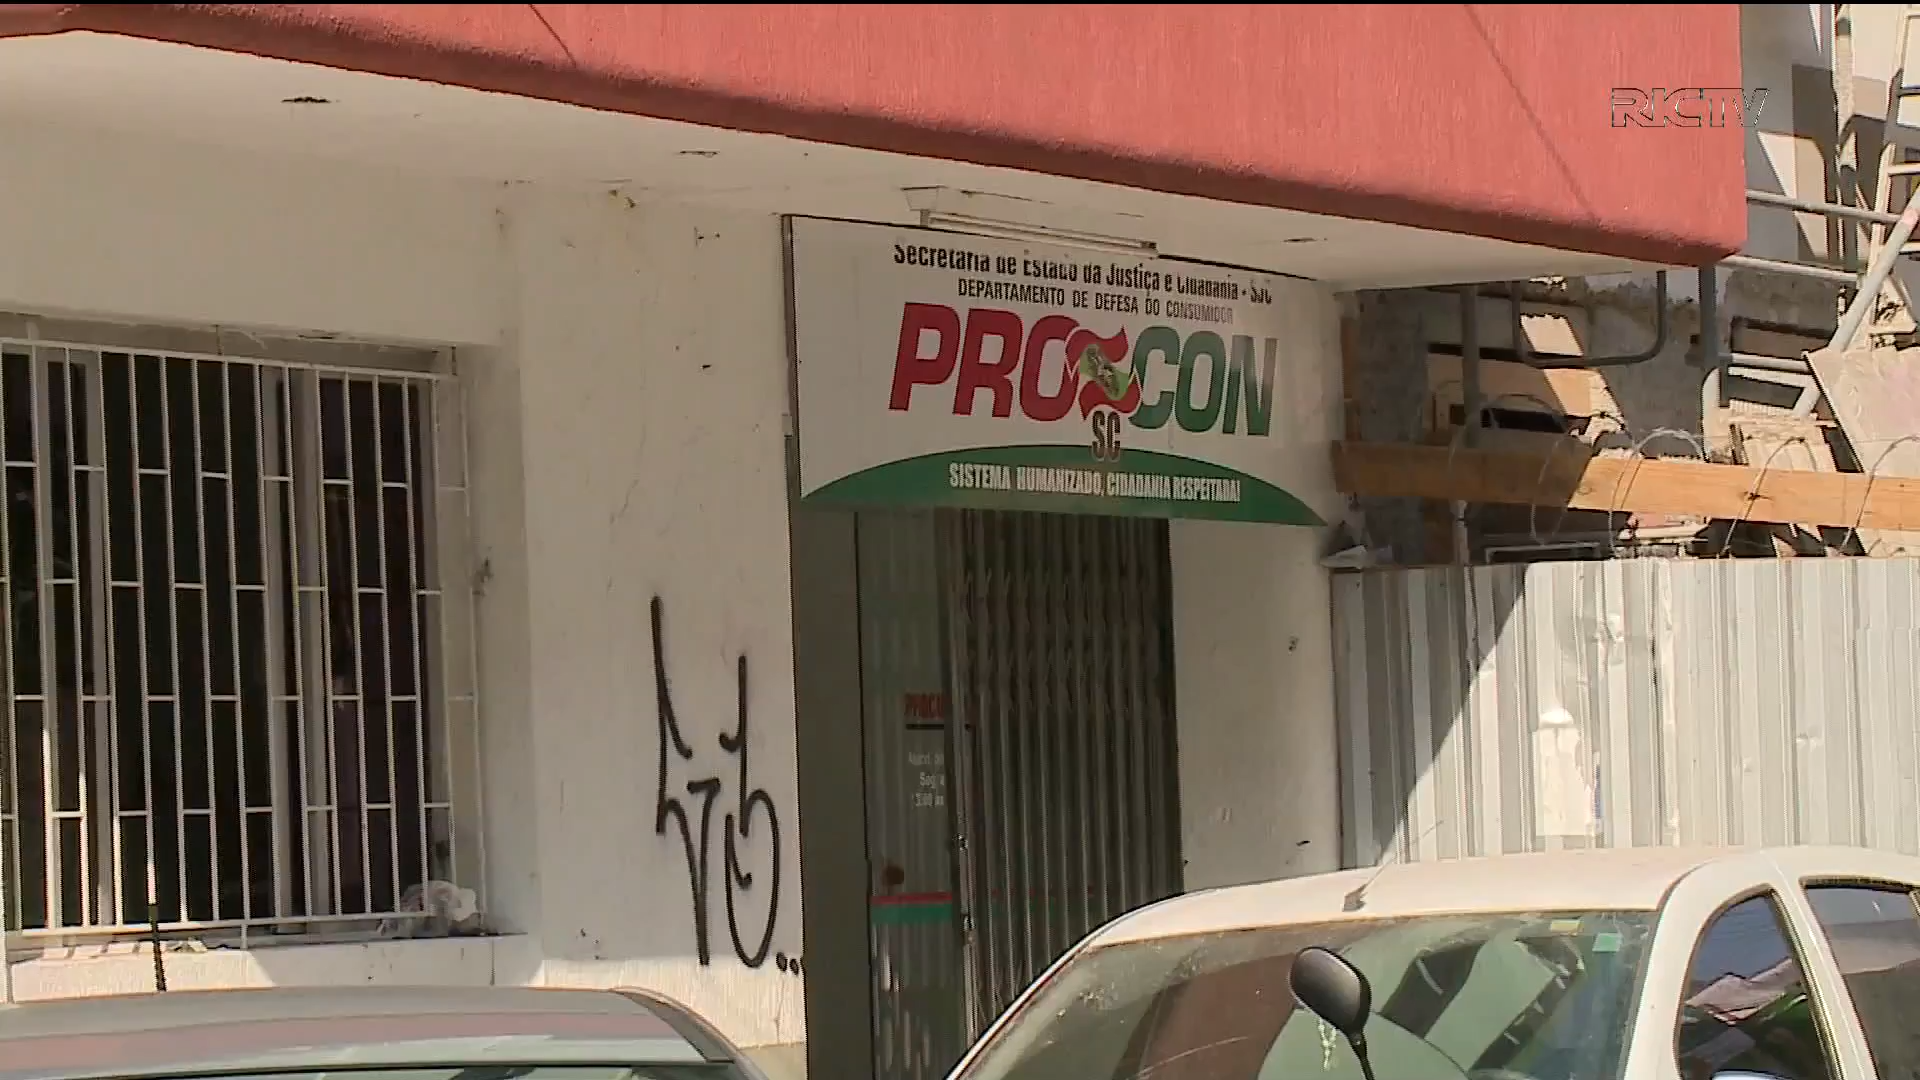 RICTV
Secretaria de Estado da Justiça e Cidadania - SJC
DEPARTAMENTO DE DEFESA DO CONSUMIDOR
PROCON
SC
SISTEMA HUMANIZADO, CIDADANIA RESPEITADA!